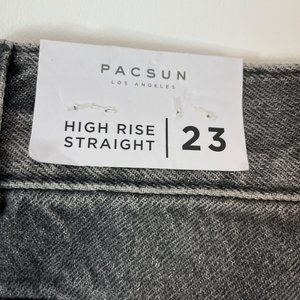 PACSUN
LOS ANGELES
HIGH RISE
STRAIGHT
23